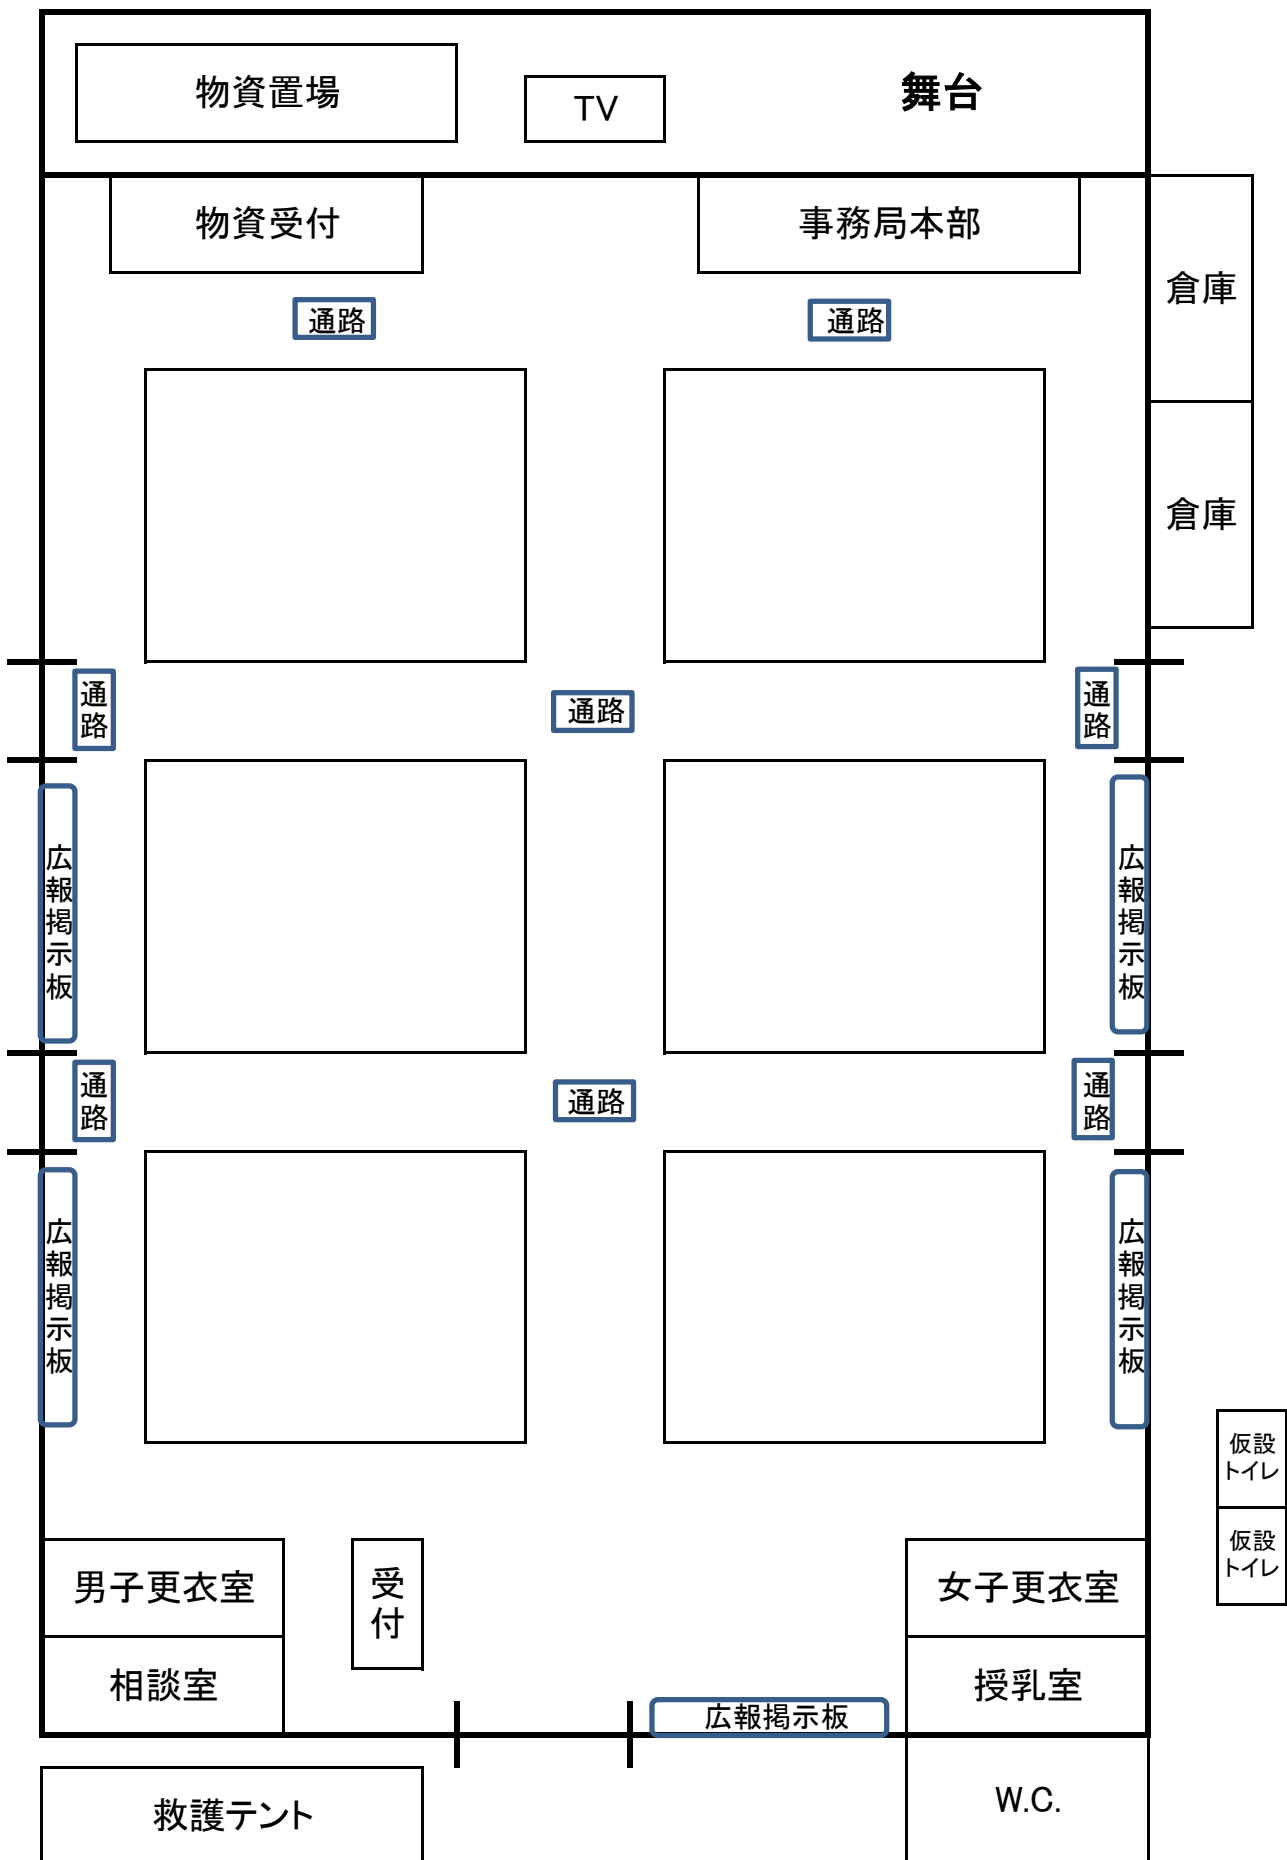 物資置場
TV
舞台
物資受付
事務局本部
倉庫
通路
通路
倉庫
通路
通路
通路
広報掲示板
広報掲示板
通路
通路
通路
広報掲示板
広報掲示板
仮設
トイレ
仮設
トイレ
男子更衣室
受付
女子更衣室
相談室
授乳室
広報掲示板
救護テント
W.C.